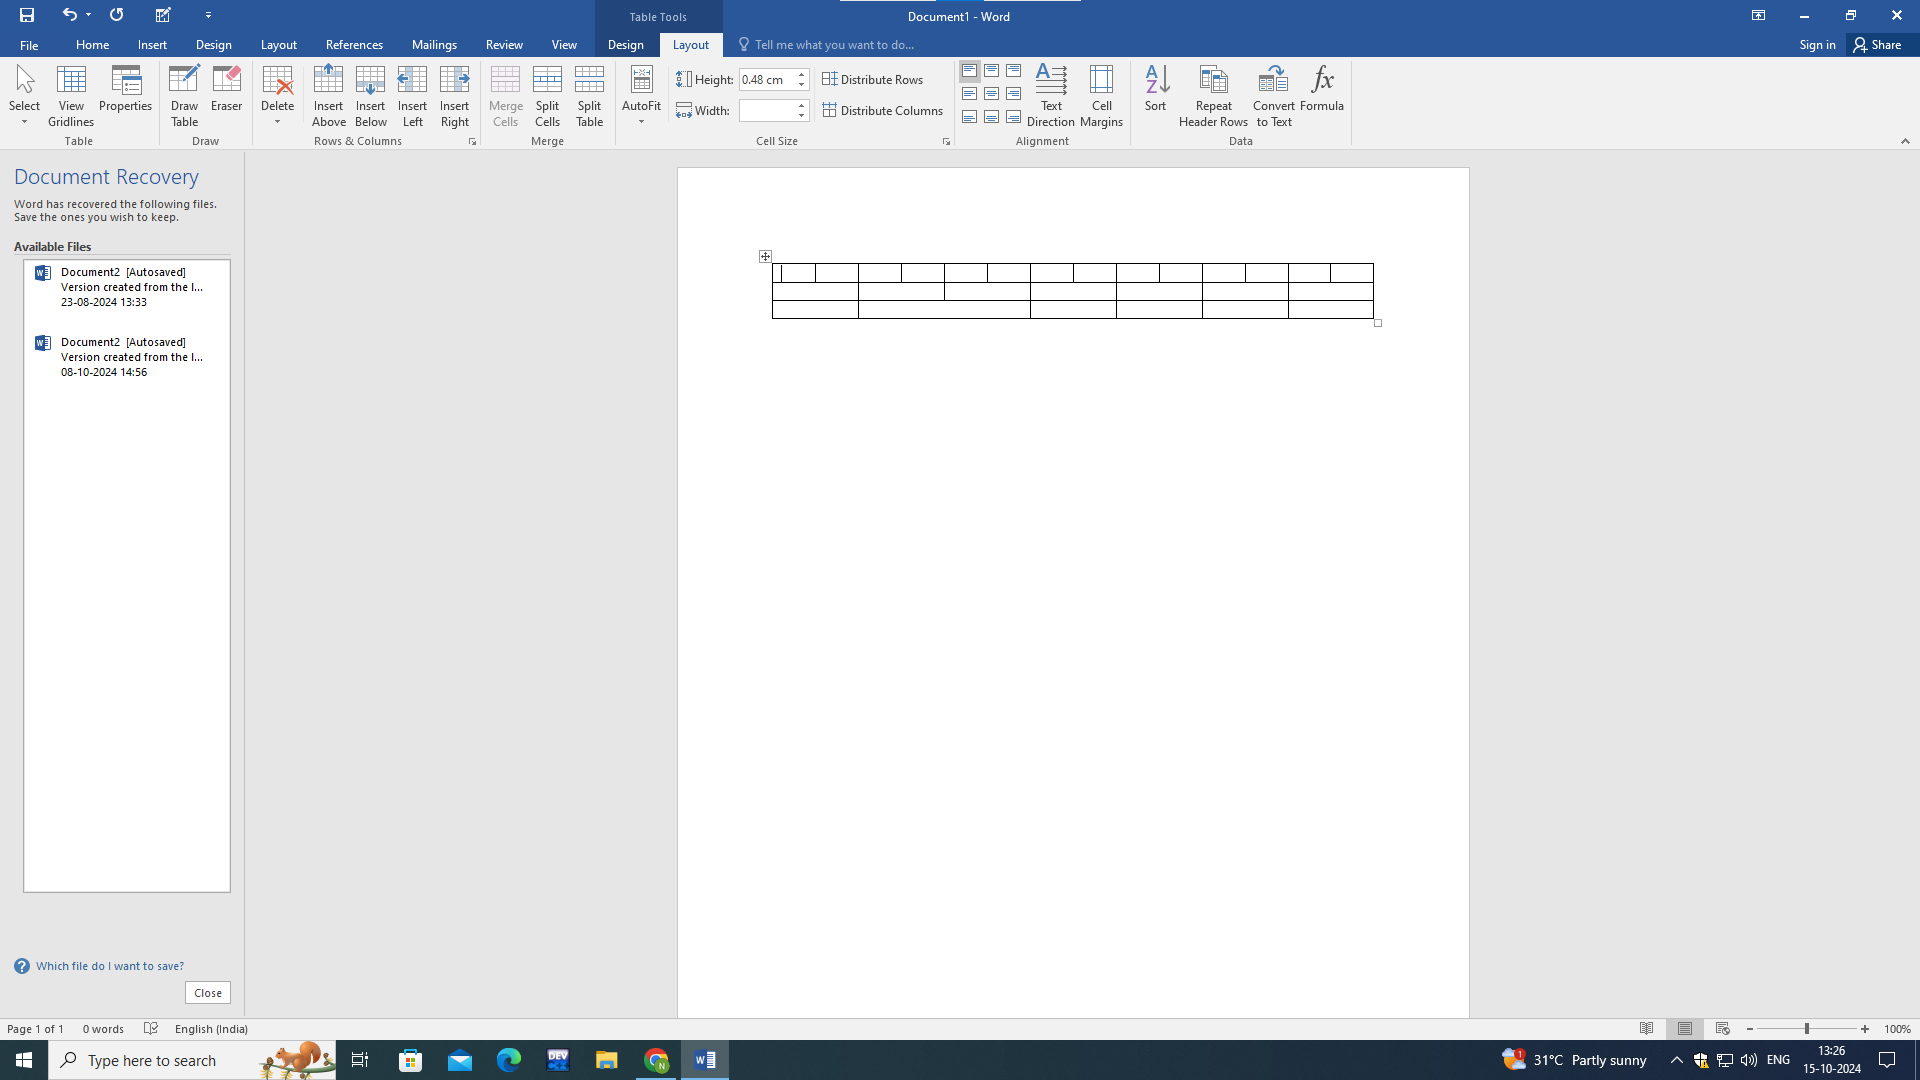 Table Tools
Document1 - Word
File Home Insert Design Layout References Mailings Review View Design Layout Tell me what you want to do... Sign in Share
Select View Gridlines Properties
Table
Draw Table Eraser
Draw
Delete Insert Above Insert Below Insert Left Insert Right
Rows & Columns
Merge Cells Split Cells Split Table
Merge
AutoFit Height: 0.48 cm Distribute Rows
Width: Distribute Columns
Cell Size
Text Direction Cell Margins
Alignment
A Z Sort Repeat Header Rows Convert to Text fx Formula
Data
Document Recovery
Word has recovered the following files.
Save the ones you wish to keep.
Available Files
Document2 [Autosaved]
Version created from the l...
23-08-2024 13:33
Document2 [Autosaved]
Version created from the l...
08-10-2024 14:56
Which file do I want to save?
Close
Page 1 of 1 0 words English (India) 100%
Type here to search DEV 31°C Partly sunny ENG 13:26
15-10-2024